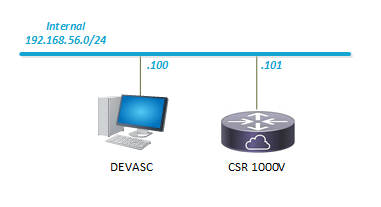 Internal
192.168.56.0/24
.100
.101
DEVASC
CSR 1000V